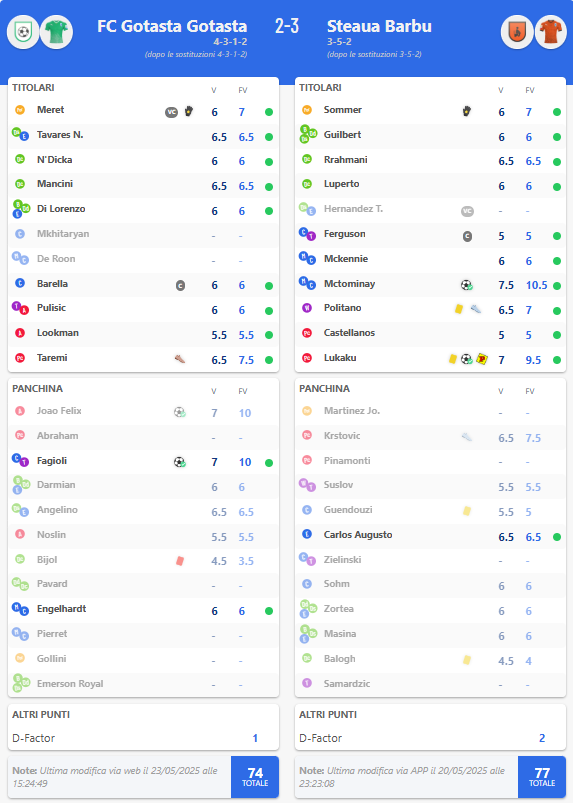 FC Gotasta Gotasta 2-3 Steaua Barbu
4-3-1-2 3-5-2
(dopo le sostituzioni 4-3-1-2) (dopo le sostituzioni 3-5-2)
TITOLARI V FV
Meret VC 6 7
Tavares N. 6.5 6.5
N'Dicka 6 6
Mancini 6.5 6.5
Di Lorenzo 6 6
Mkhitaryan - -
De Roon - -
Barella C 6 6
Pulisic 6 6
Lookman 5.5 5.5
Taremi 6.5 7.5
PANCHINA V FV
Joao Felix 7 10
Abraham - -
Fagioli 7 10
Darmian 6 6
Angelino 6.5 6.5
Noslin 5.5 5.5
Bijol 4.5 3.5
Pavard - -
Engelhardt 6 6
Pierret - -
Gollini - -
Emerson Royal - -
ALTRI PUNTI
D-Factor 1
Note: Ultima modifica via web il 23/05/2025 alle
15:24:49
74
TOTALE
TITOLARI V FV
Sommer 6 7
Guilbert 6 6
Rrahmani 6.5 6.5
Luperto 6 6
Hernandez T. VC - -
Ferguson C 5 5
Mckennie 6 6
Mctominay 7.5 10.5
Politano 6.5 7
Castellanos 5 5
Lukaku 7 9.5
PANCHINA V FV
Martinez Jo. - -
Krstovic 6.5 7.5
Pinamonti - -
Suslov 5.5 5.5
Guendouzi 5.5 5
Carlos Augusto 6.5 6.5
Zielinski - -
Sohm 6 6
Zortea 6 6
Masina 6 6
Balogh 4.5 4
Samardzic - -
ALTRI PUNTI
D-Factor 2
Note: Ultima modifica via APP il 20/05/2025 alle
23:23:08
77
TOTALE